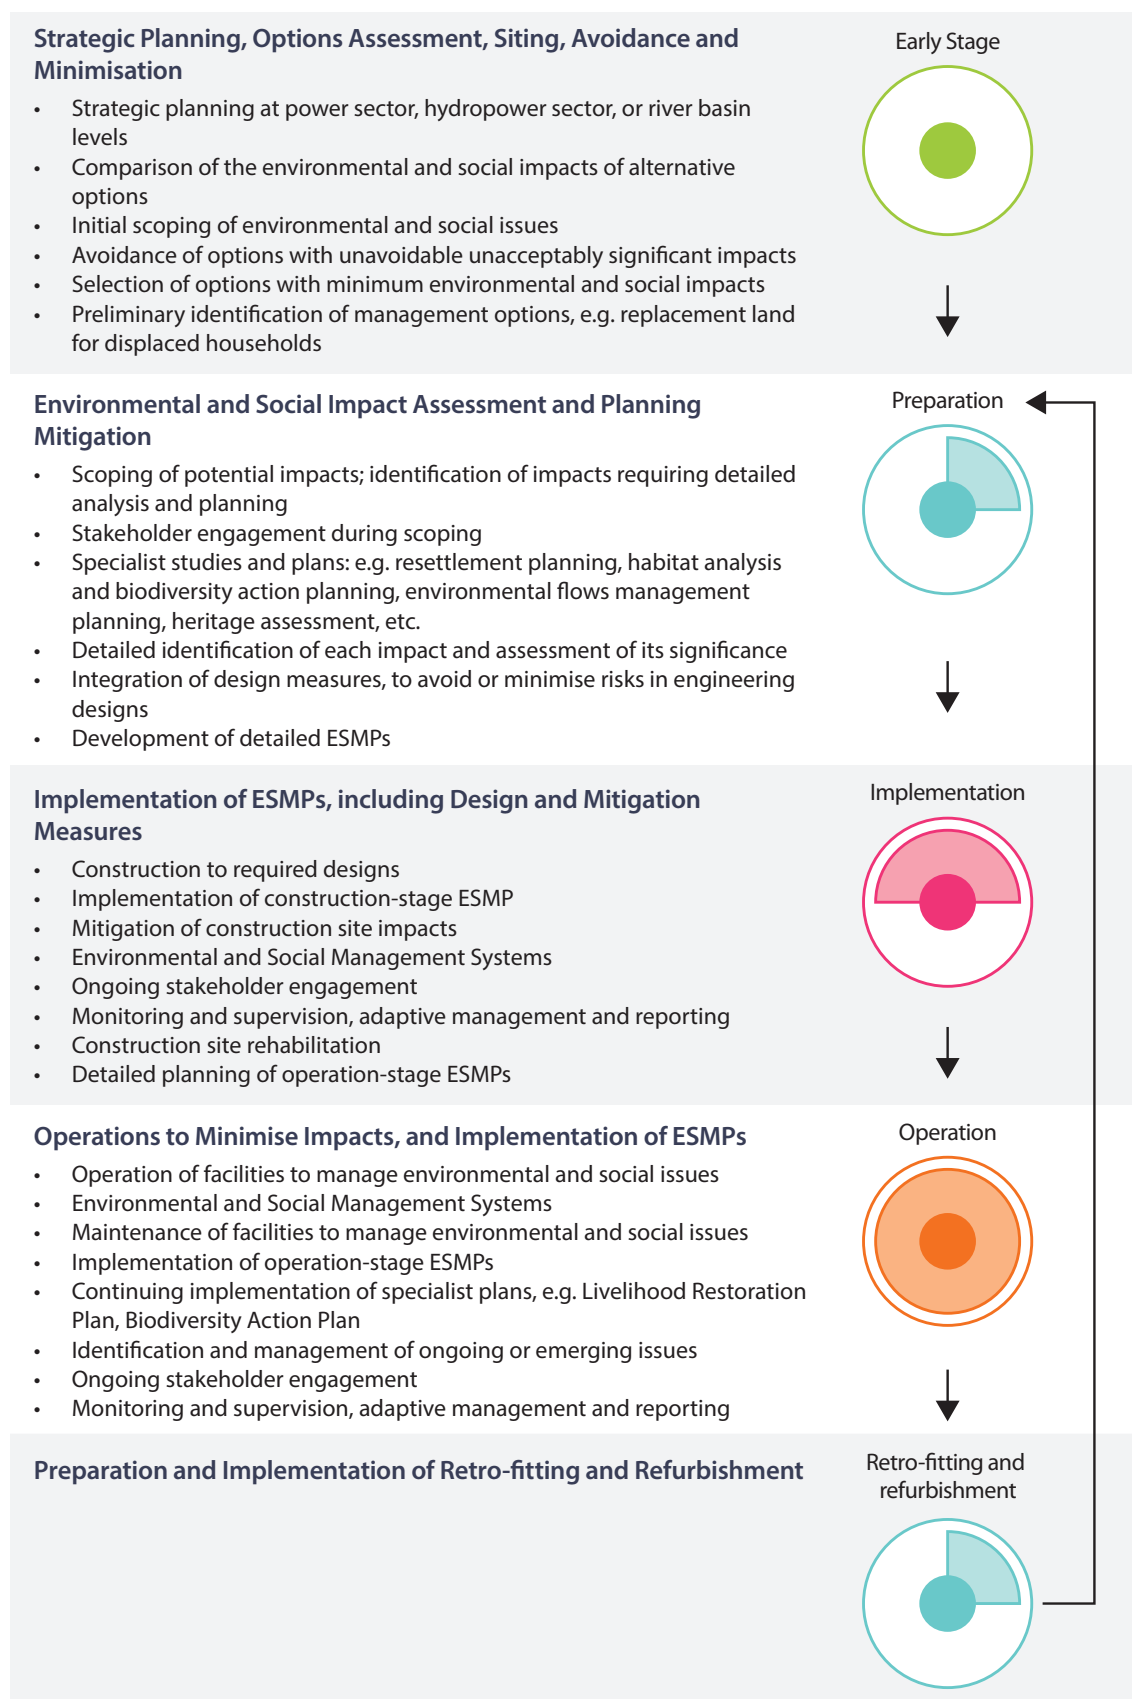 Strategic Planning, Options Assessment, Siting, Avoidance and
Minimisation
• Strategic planning at power sector, hydropower sector, or river basin
levels
• Comparison of the environmental and social impacts of alternative
options
• Initial scoping of environmental and social issues
• Avoidance of options with unavoidable unacceptably significant impacts
• Selection of options with minimum environmental and social impacts
• Preliminary identification of management options, e.g. replacement land
for displaced households
Early Stage
Environmental and Social Impact Assessment and Planning
Mitigation
• Scoping of potential impacts; identification of impacts requiring detailed
analysis and planning
• Stakeholder engagement during scoping
• Specialist studies and plans: e.g. resettlement planning, habitat analysis
and biodiversity action planning, environmental flows management
planning, heritage assessment, etc.
• Detailed identification of each impact and assessment of its significance
• Integration of design measures, to avoid or minimise risks in engineering
designs
• Development of detailed ESMPs
Preparation
Implementation of ESMPs, including Design and Mitigation
Measures
• Construction to required designs
• Implementation of construction-stage ESMP
• Mitigation of construction site impacts
• Environmental and Social Management Systems
• Ongoing stakeholder engagement
• Monitoring and supervision, adaptive management and reporting
• Construction site rehabilitation
• Detailed planning of operation-stage ESMPs
Implementation
Operations to Minimise Impacts, and Implementation of ESMPs
• Operation of facilities to manage environmental and social issues
• Environmental and Social Management Systems
• Maintenance of facilities to manage environmental and social issues
• Implementation of operation-stage ESMPs
• Continuing implementation of specialist plans, e.g. Livelihood Restoration
Plan, Biodiversity Action Plan
• Identification and management of ongoing or emerging issues
• Ongoing stakeholder engagement
• Monitoring and supervision, adaptive management and reporting
Operation
Preparation and Implementation of Retro-fitting and Refurbishment
Retro-fitting and
refurbishment